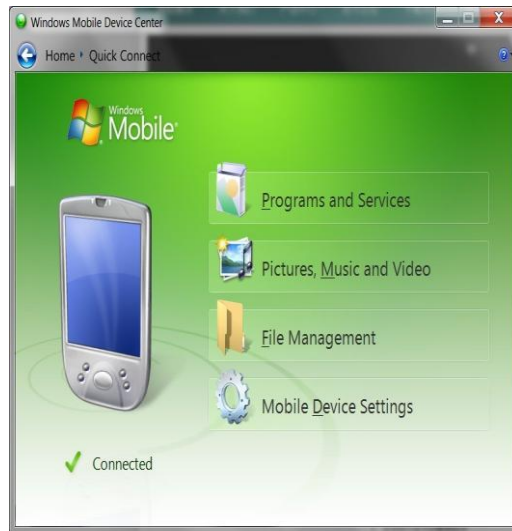 Windows Mobile Device Center
Home • Quick Connect
Windows
Mobile
Programs and Services
Pictures, Music and Video
File Management
Mobile Device Settings
Connected